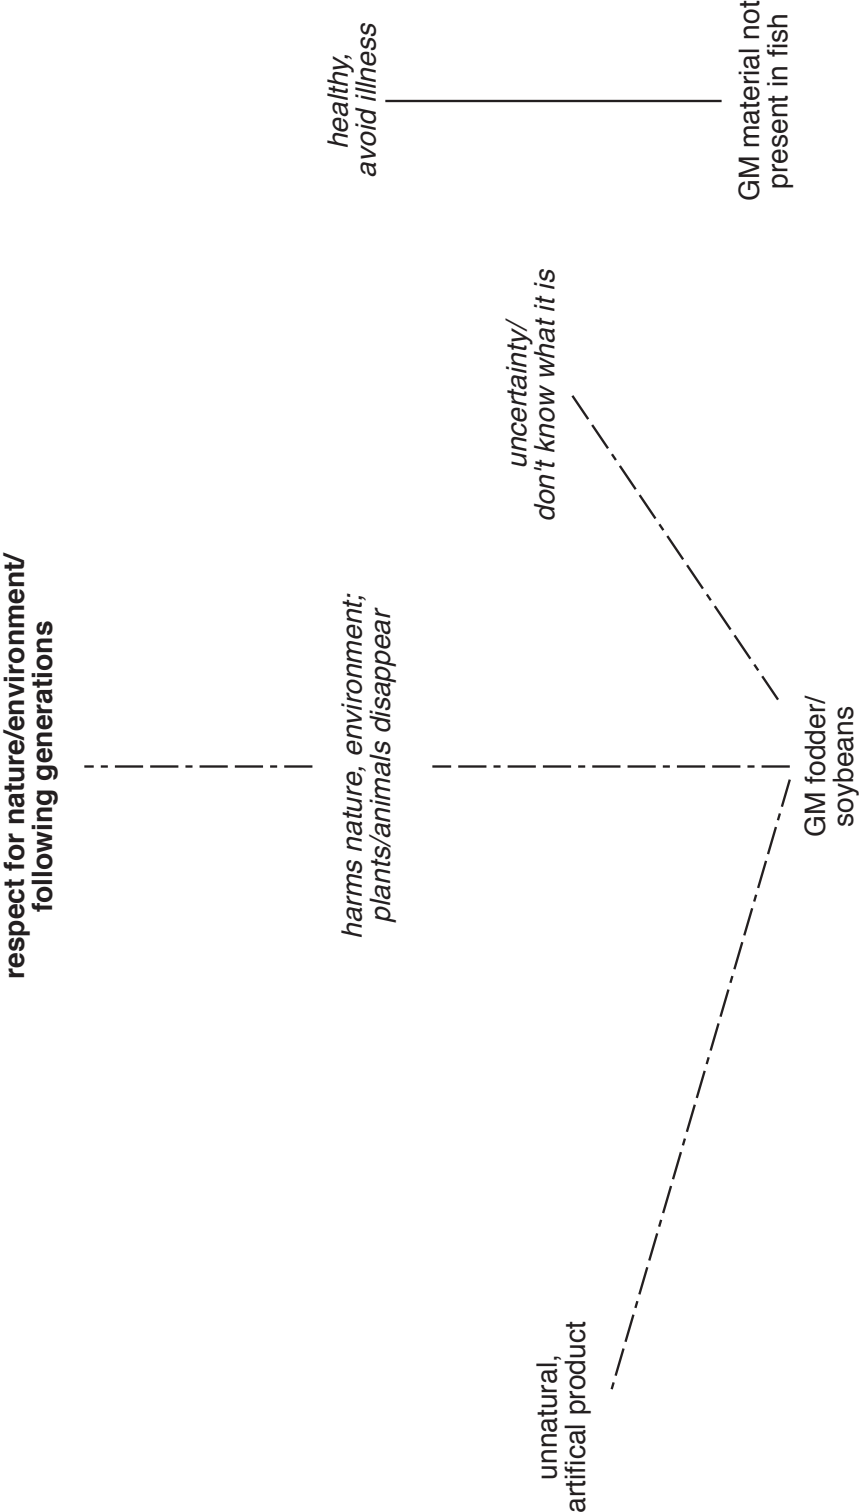 respect for nature/environment/
following generations
healthy,
avoid illness
harms nature, environment;
plants/animals disappear
uncertainty/
don't know what it is
unnatural,
artifical product
GM material not
present in fish
GM fodder/
soybeans